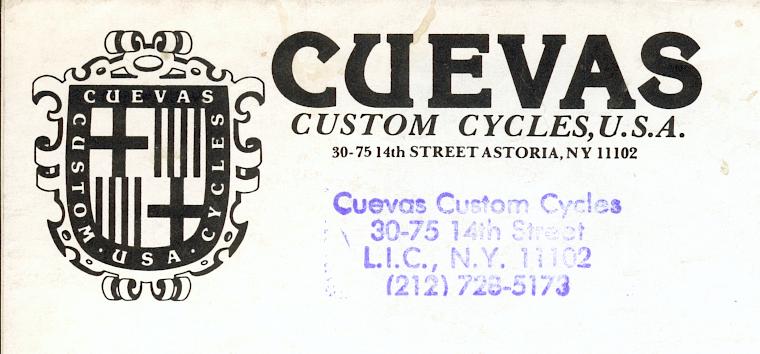 CUEVAS
CUSTOM CYCLES, U.S.A.
30-75 14th STREET ASTORIA, NY 11102
CUEVAS
CUSTOM · USA · CYCLES
Cuevas Custom Cycles
30-75 14th Street
L.I.C., N.Y. 11102
(212) 728-5173